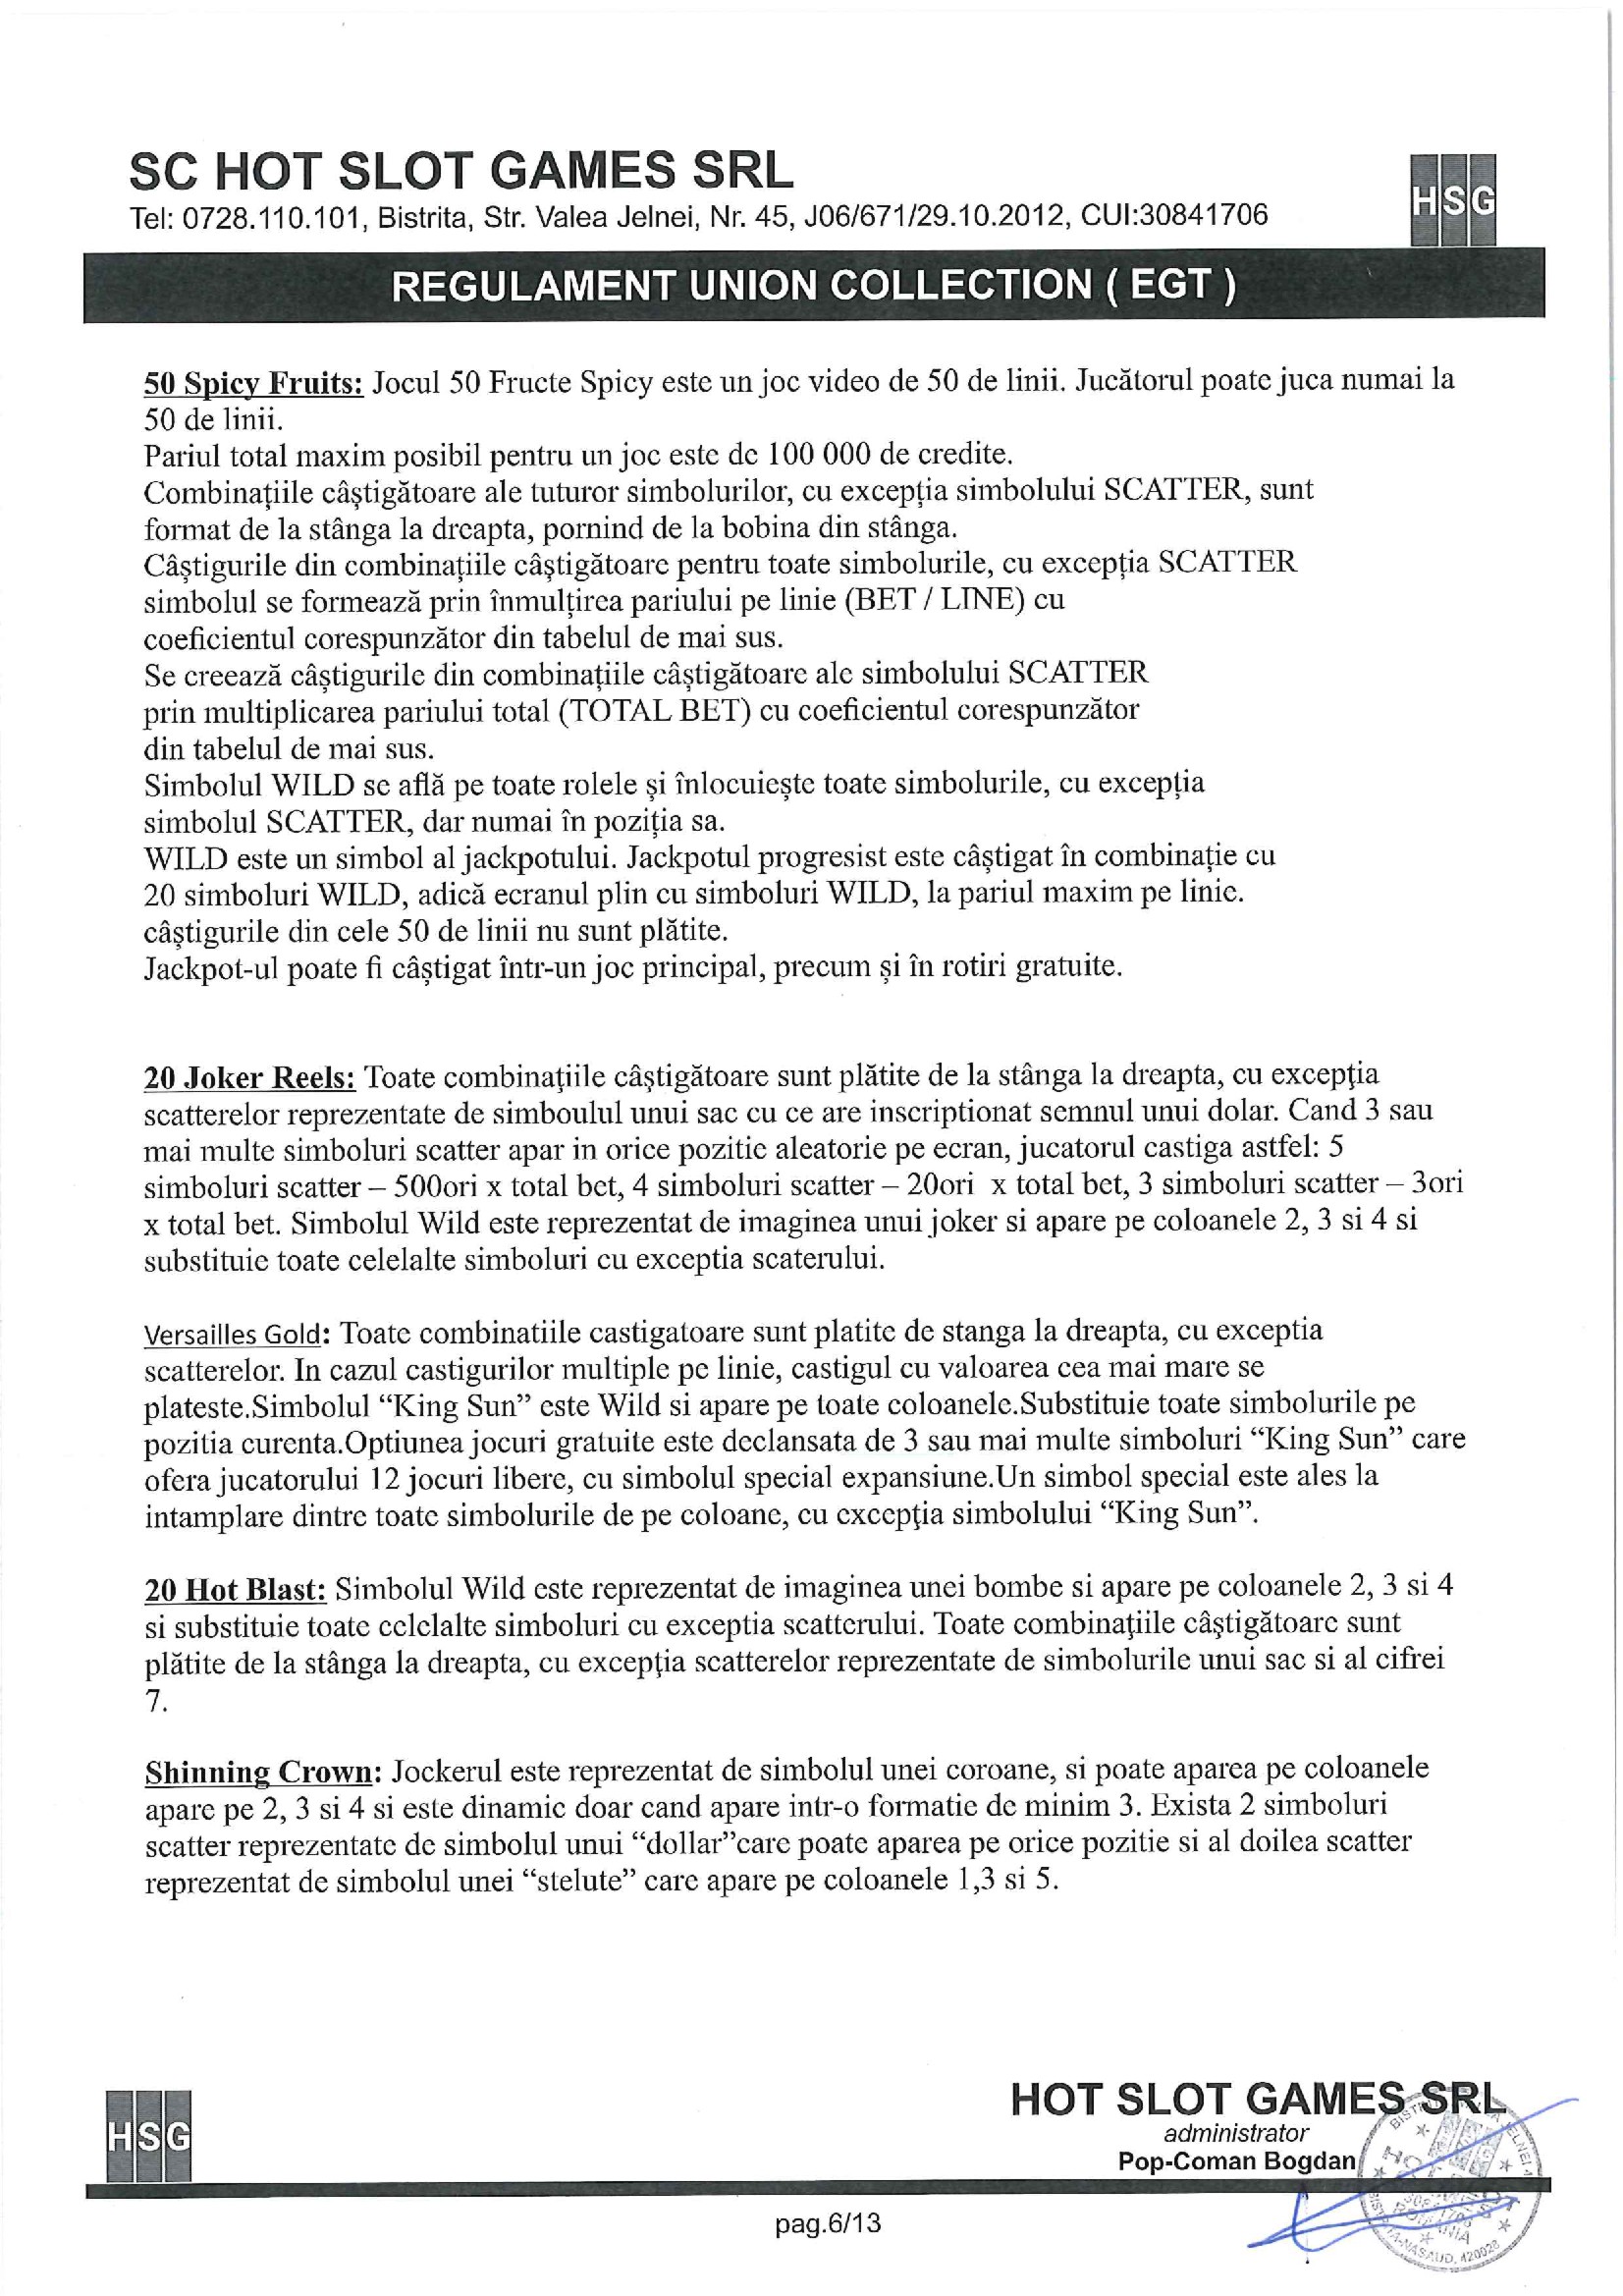 SC HOT SLOT GAMES SRL
Tel: 0728.110.101, Bistrita, Str. Valea Jelnei, Nr. 45, J06/671/29.10.2012, CUI:30841706
HSG
REGULAMENT UNION COLLECTION ( EGT )
50 Spicy Fruits: Jocul 50 Fructe Spicy este un joc video de 50 de linii. Jucătorul poate juca numai la
50 de linii.
Pariul total maxim posibil pentru un joc este de 100 000 de credite.
Combinațiile câștigătoare ale tuturor simbolurilor, cu excepția simbolului SCATTER, sunt
format de la stânga la dreapta, pornind de la bobina din stânga.
Câștigurile din combinațiile câștigătoare pentru toate simbolurile, cu excepția SCATTER
simbolul se formează prin înmulțirea pariului pe linie (BET / LINE) cu
coeficientul corespunzător din tabelul de mai sus.
Se creează câștigurile din combinațiile câștigătoare ale simbolului SCATTER
prin multiplicarea pariului total (TOTAL BET) cu coeficientul corespunzător
din tabelul de mai sus.
Simbolul WILD se află pe toate rolele și înlocuiește toate simbolurile, cu excepția
simbolul SCATTER, dar numai în poziția sa.
WILD este un simbol al jackpotului. Jackpotul progresist este câștigat în combinație cu
20 simboluri WILD, adică ecranul plin cu simboluri WILD, la pariul maxim pe linie.
câștigurile din cele 50 de linii nu sunt plătite.
Jackpot-ul poate fi câștigat într-un joc principal, precum și în rotiri gratuite.
20 Joker Reels: Toate combinațiile câștigătoare sunt plătite de la stânga la dreapta, cu excepţia
scatterelor reprezentate de simboulul unui sac cu ce are inscriptionat semnul unui dolar. Cand 3 sau
mai multe simboluri scatter apar in orice pozitie aleatorie pe ecran, jucatorul castiga astfel: 5
simboluri scatter – 500ori x total bet, 4 simboluri scatter – 20ori  x total bet, 3 simboluri scatter – 3ori
x total bet. Simbolul Wild este reprezentat de imaginea unui joker si apare pe coloanele 2, 3 si 4 si
substituie toate celelalte simboluri cu exceptia scaterului.
Versailles Gold: Toate combinatiile castigatoare sunt platite de stanga la dreapta, cu exceptia
scatterelor. In cazul castigurilor multiple pe linie, castigul cu valoarea cea mai mare se
plateste.Simbolul “King Sun” este Wild si apare pe toate coloanele.Substituie toate simbolurile pe
pozitia curenta.Optiunea jocuri gratuite este declansata de 3 sau mai multe simboluri “King Sun” care
ofera jucatorului 12 jocuri libere, cu simbolul special expansiune.Un simbol special este ales la
intamplare dintre toate simbolurile de pe coloane, cu excepţia simbolului “King Sun”.
20 Hot Blast: Simbolul Wild este reprezentat de imaginea unei bombe si apare pe coloanele 2, 3 si 4
si substituie toate celelalte simboluri cu exceptia scatterului. Toate combinaţiile câştigătoare sunt
plătite de la stânga la dreapta, cu excepţia scatterelor reprezentate de simbolurile unui sac si al cifrei
7.
Shinning Crown: Jockerul este reprezentat de simbolul unei coroane, si poate aparea pe coloanele
apare pe 2, 3 si 4 si este dinamic doar cand apare intr-o formatie de minim 3. Exista 2 simboluri
scatter reprezentate de simbolul unui “dollar”care poate aparea pe orice pozitie si al doilea scatter
reprezentat de simbolul unei “stelute” care apare pe coloanele 1,3 si 5.
HSG
HOT SLOT GAMES SRL
administrator
Pop-Coman Bogdan
pag.6/13
ROMANIA
420028